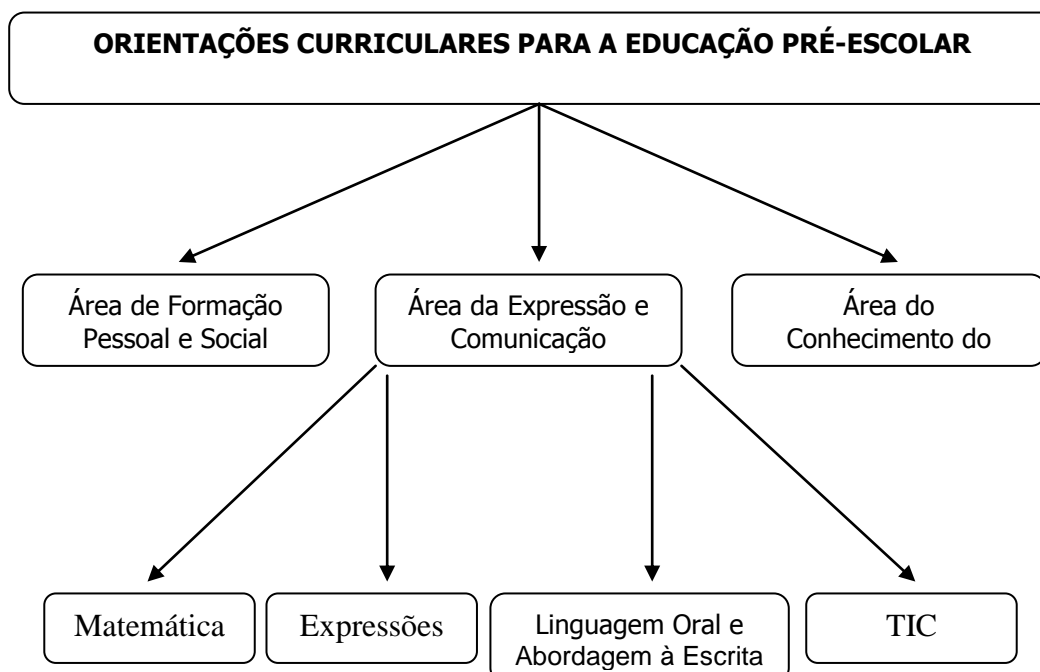 ORIENTAÇÕES CURRICULARES PARA A EDUCAÇÃO PRÉ-ESCOLAR
Área de Formação
Pessoal e Social
Área da Expressão e
Comunicação
Área do
Conhecimento do
Matemática
Expressões
Linguagem Oral e
Abordagem à Escrita
TIC